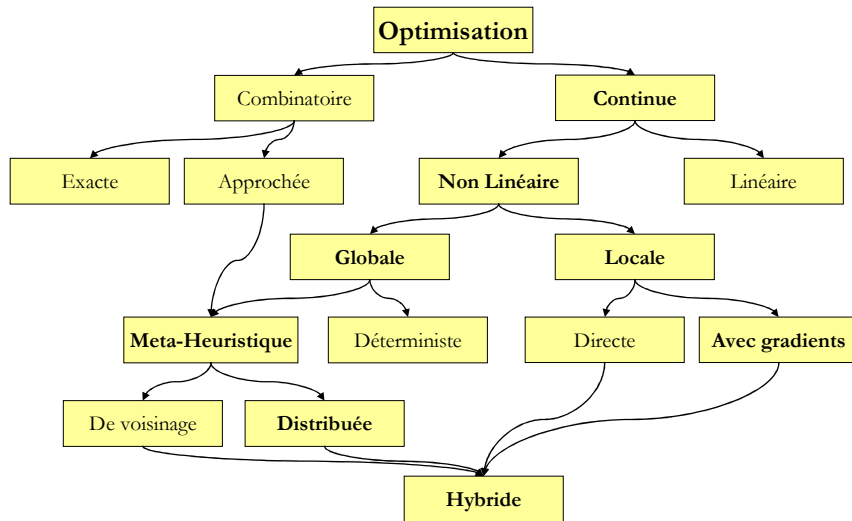 Optimisation
Combinatoire
Continue
Exacte
Approchée
Non Linéaire
Linéaire
Globale
Locale
Meta-Heuristique
Déterministe
Directe
Avec gradients
De voisinage
Distribuée
Hybride